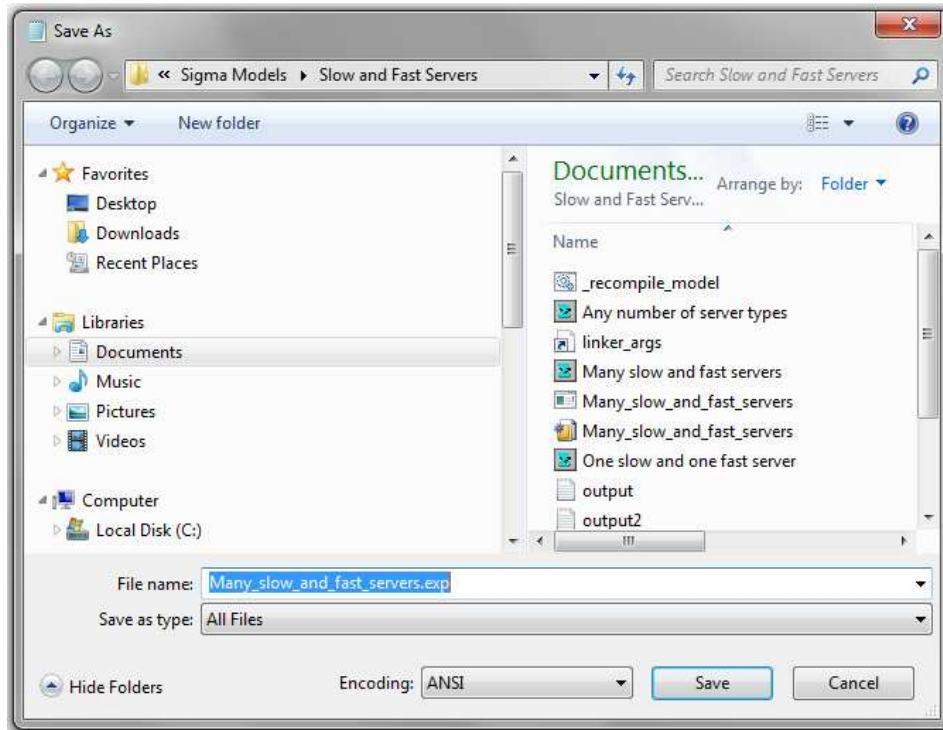 Save As
« Sigma Models ▸ Slow and Fast Servers
Search Slow and Fast Servers
Organize
New folder
Favorites
Desktop
Downloads
Recent Places
Libraries
Documents
Music
Pictures
Videos
Computer
Local Disk (C:)
Documents...
Slow and Fast Serv...
Arrange by: Folder
Name
_recompile_model
Any number of server types
linker_args
Many slow and fast servers
Many_slow_and_fast_servers
Many_slow_and_fast_servers
One slow and one fast server
output
output2
File name: Many_slow_and_fast_servers.exp
Save as type: All Files
Hide Folders
Encoding: ANSI
Save
Cancel